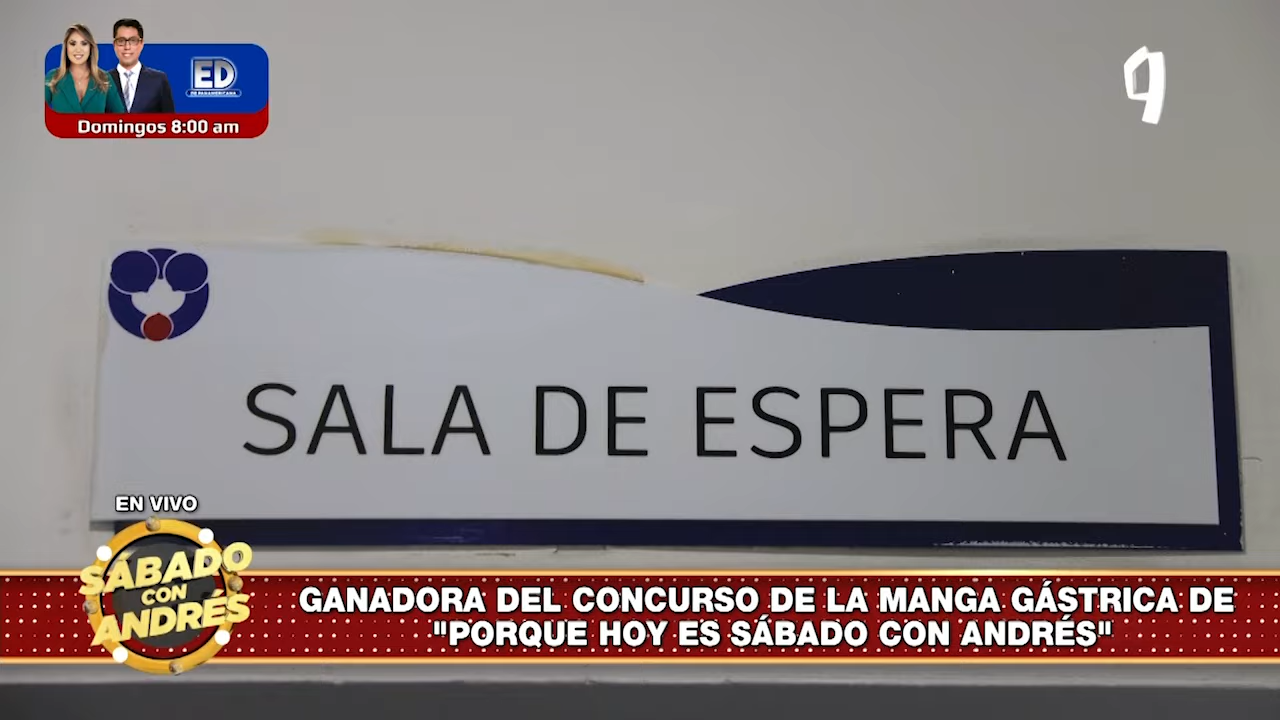 ED
Domingos 8:00 am
SALA DE ESPERA
EN VIVO
SÁBADO
CON
ANDRÉS
GANADORA DEL CONCURSO DE LA MANGA GÁSTRICA DE
"PORQUE HOY ES SÁBADO CON ANDRÉS"